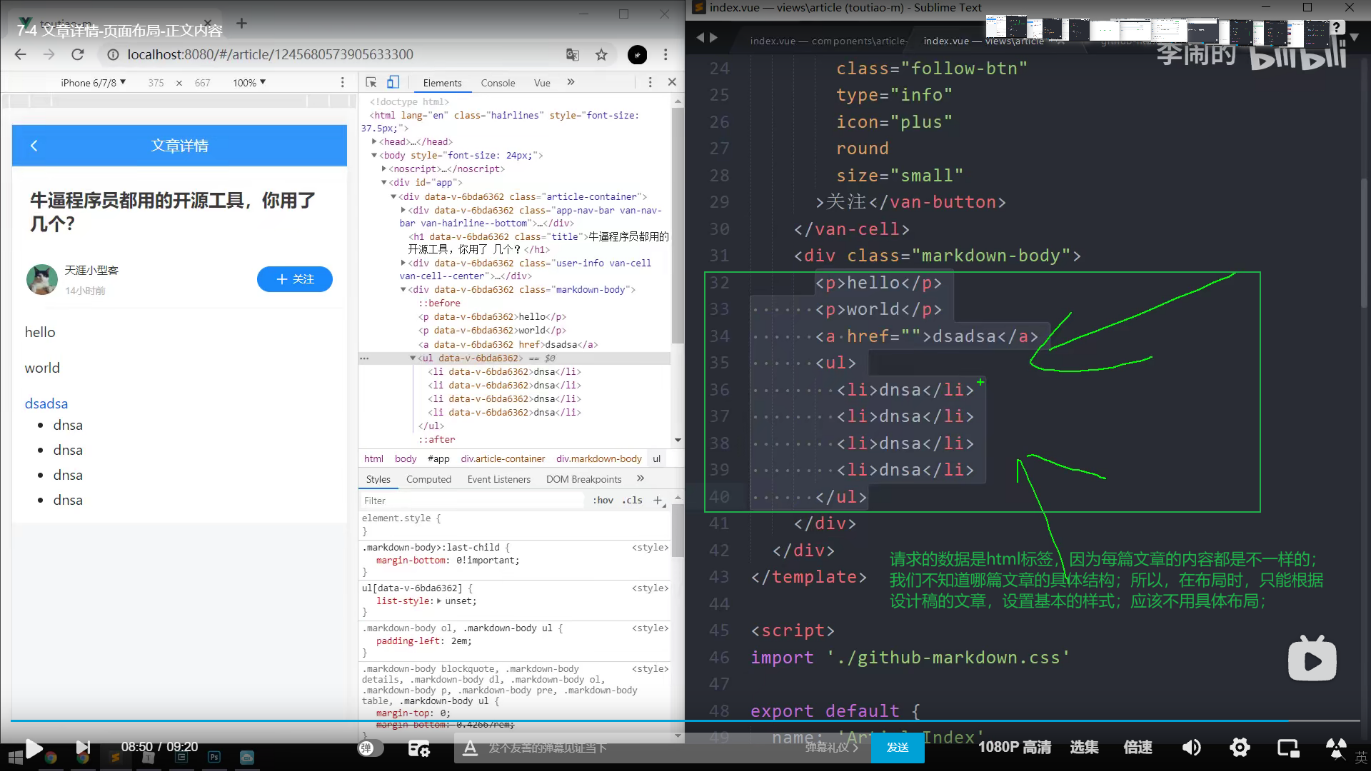 7-4 文章详情-页面布局-正文内容
toutiao-m
localhost:8080/#/article/1245680573905633300
iPhone 6/7/8 ▼ 375 × 667 100% ▼
文章详情
牛逼程序员都用的开源工具，你用了
几个？
天涯小型客
14小时前
+ 关注
hello
world
dsadsa
• dnsa
• dnsa
• dnsa
• dnsa
Elements Console Vue »
<!doctype html>
<html lang="en" class="hairlines" style="font-size:
37.5px;">
▶<head>…</head>
▼<body style="font-size: 24px;">
▶<noscript>…</noscript>
▼<div id="app">
▼<div data-v-6bda6362 class="article-container">
▶<div data-v-6bda6362 class="app-nav-bar van-nav-
bar van-hairline--bottom">…</div>
<h1 data-v-6bda6362 class="title">牛逼程序员都用的
开源工具，你用了 几个？</h1>
▶<div data-v-6bda6362 class="user-info van-cell
van-cell--center">…</div>
▼<div data-v-6bda6362 class="markdown-body">
::before
<p data-v-6bda6362>hello</p>
<p data-v-6bda6362>world</p>
<a data-v-6bda6362 href>dsadsa</a>
… ▼<ul data-v-6bda6362> == $0
<li data-v-6bda6362>dnsa</li>
<li data-v-6bda6362>dnsa</li>
<li data-v-6bda6362>dnsa</li>
<li data-v-6bda6362>dnsa</li>
</ul>
::after
html body #app div.article-container div.markdown-body ul
Styles Computed Event Listeners DOM Breakpoints »
Filter :hov .cls +
element.style {
}
.markdown-body>:last-child { <style>
margin-bottom: 0!important;
}
ul[data-v-6bda6362] { <style>
list-style:▶ unset;
}
.markdown-body ol, .markdown-body ul { <style>
padding-left: 2em;
}
.markdown-body blockquote, .markdown-body <style>
details, .markdown-body dl, .markdown-body ol,
.markdown-body p, .markdown-body pre, .markdown-body
table, .markdown-body ul {
margin-top: 0;
margin-bottom: 0.42667rem;
index.vue — views\article (toutiao-m) - Sublime Text
index.vue — components\article- index.vue — views\article
李闹的 bilibili
24 class="follow-btn"
25 type="info"
26 icon="plus"
27 round
28 size="small"
29 >关注</van-button>
30 </van-cell>
31 <div class="markdown-body">
32 <p>hello</p>
33 <p>world</p>
34 <a href="">dsadsa</a>
35 <ul>
36 <li>dnsa</li>
37 <li>dnsa</li>
38 <li>dnsa</li>
39 <li>dnsa</li>
40 </ul>
41 </div>
42 </div>
43 </template>
44
45 <script>
46 import './github-markdown.css'
47
48 export default {
49 name: 'Article Index'
请求的数据是html标签，因为每篇文章的内容都是不一样的；
我们不知道哪篇文章的具体结构；所以，在布局时，只能根据
设计稿的文章，设置基本的样式；应该不用具体布局；
08:50 / 09:20
弹
发个友善的弹幕见证当下
弹幕礼仪 >
发送
1080P 高清 选集 倍速
英